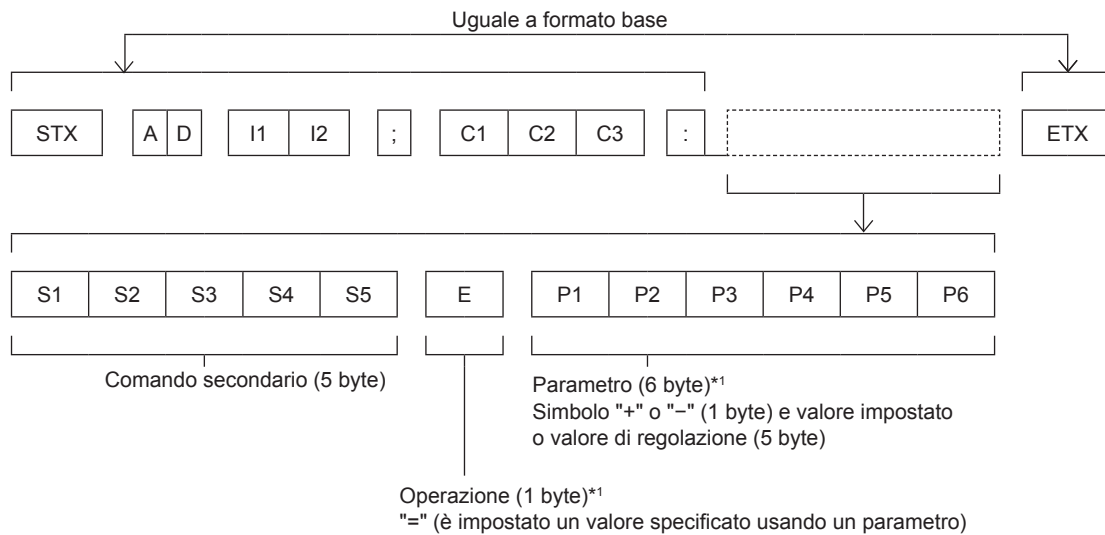 Uguale a formato base
STX A D I1 I2 ; C1 C2 C3 : ETX
S1 S2 S3 S4 S5 E P1 P2 P3 P4 P5 P6
Comando secondario (5 byte)
Parametro (6 byte)*1
Simbolo "+" o "−" (1 byte) e valore impostato
o valore di regolazione (5 byte)
Operazione (1 byte)*1
"=" (è impostato un valore specificato usando un parametro)